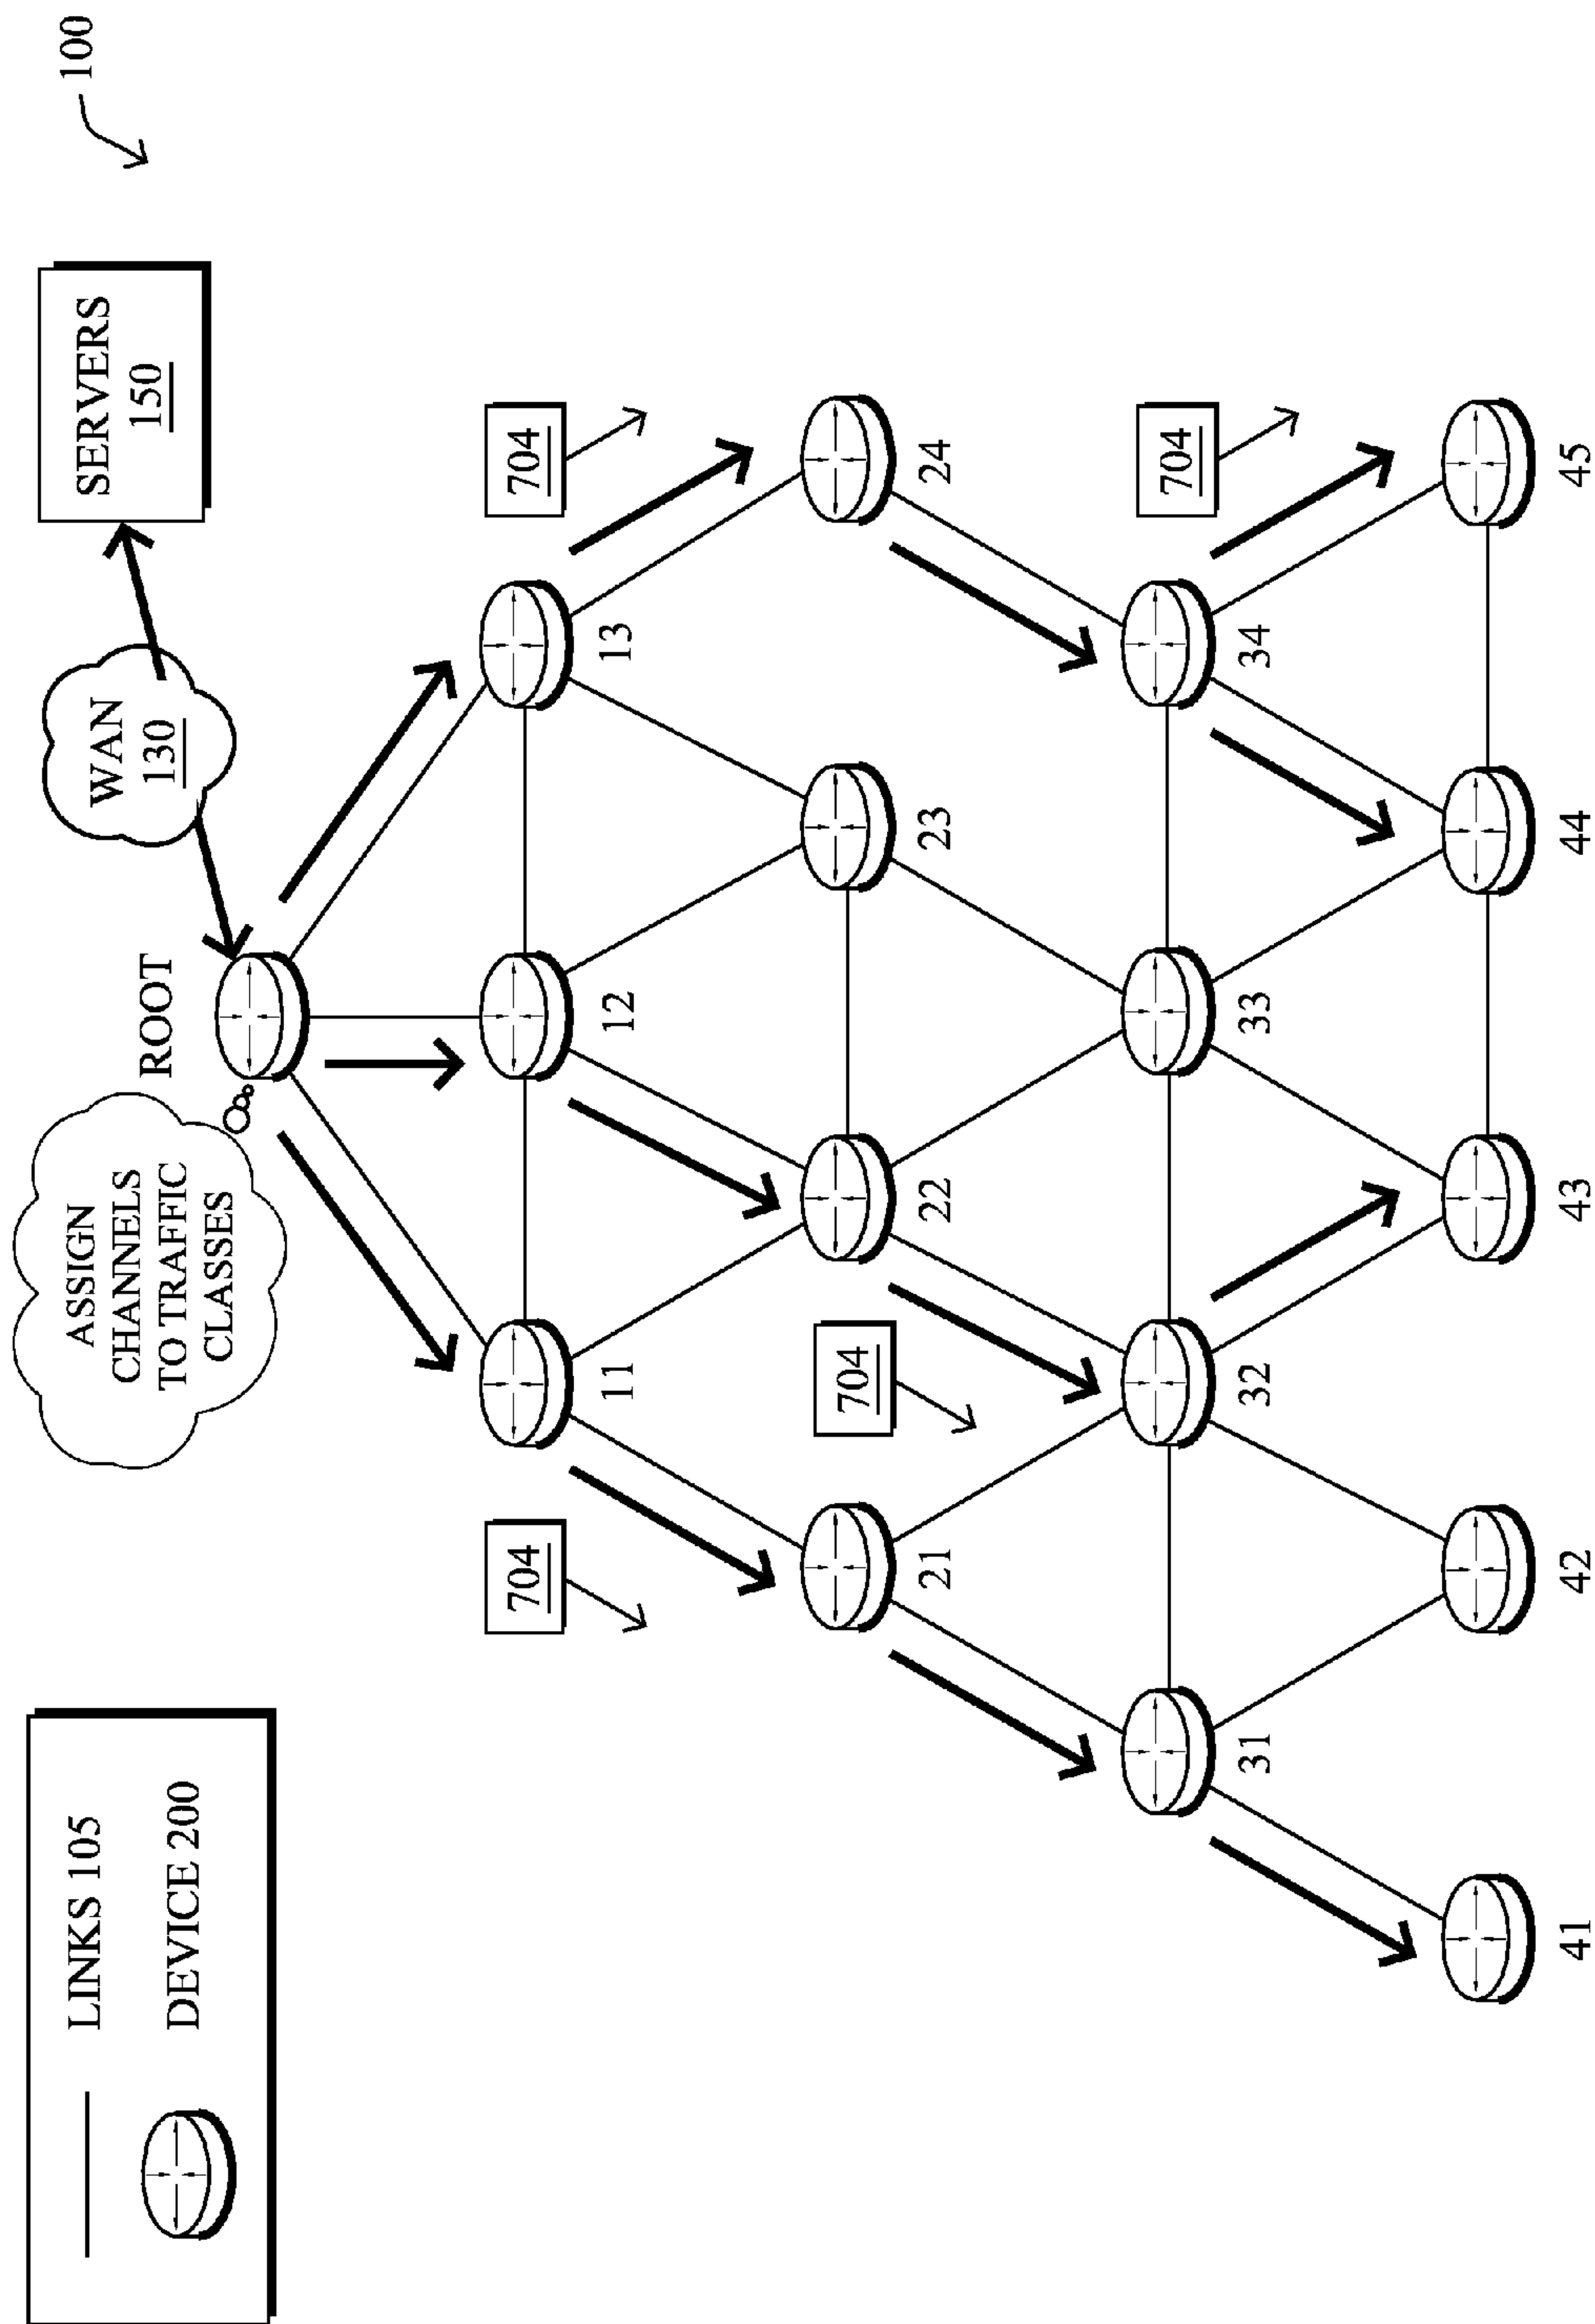 LINKS 105
DEVICE 200
ASSIGN
CHANNELS
TO TRAFFIC
CLASSES
ROOT
WAN
130
SERVERS
150
100
704
11
12
13
704
704
21
22
23
24
704
31
32
33
34
41
42
43
44
45